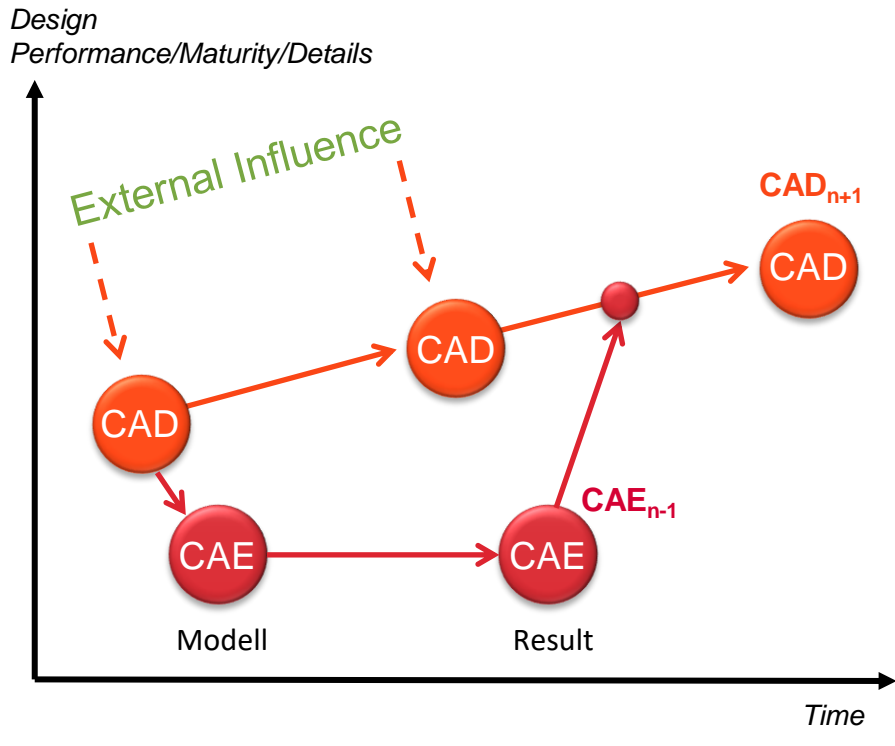 Design
Performance/Maturity/Details
External Influence
CADₙ₊₁
CAD
CAD
CAD
CAEₙ₋₁
CAE
CAE
Modell
Result
Time